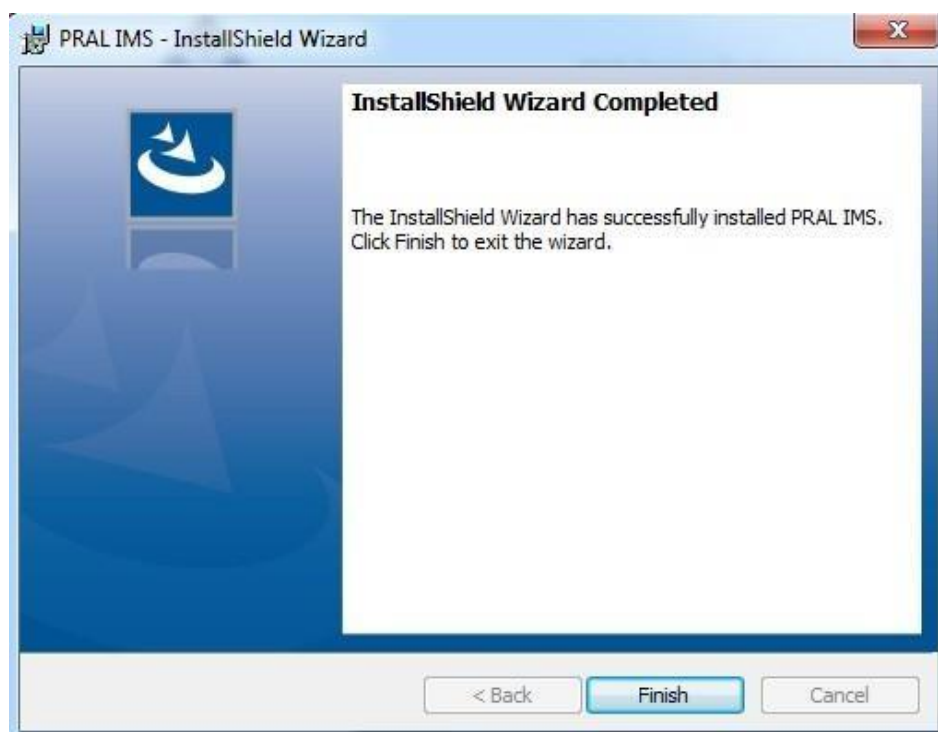 PRAL IMS - InstallShield Wizard
InstallShield Wizard Completed
The InstallShield Wizard has successfully installed PRAL IMS.
Click Finish to exit the wizard.
< Back
Finish
Cancel